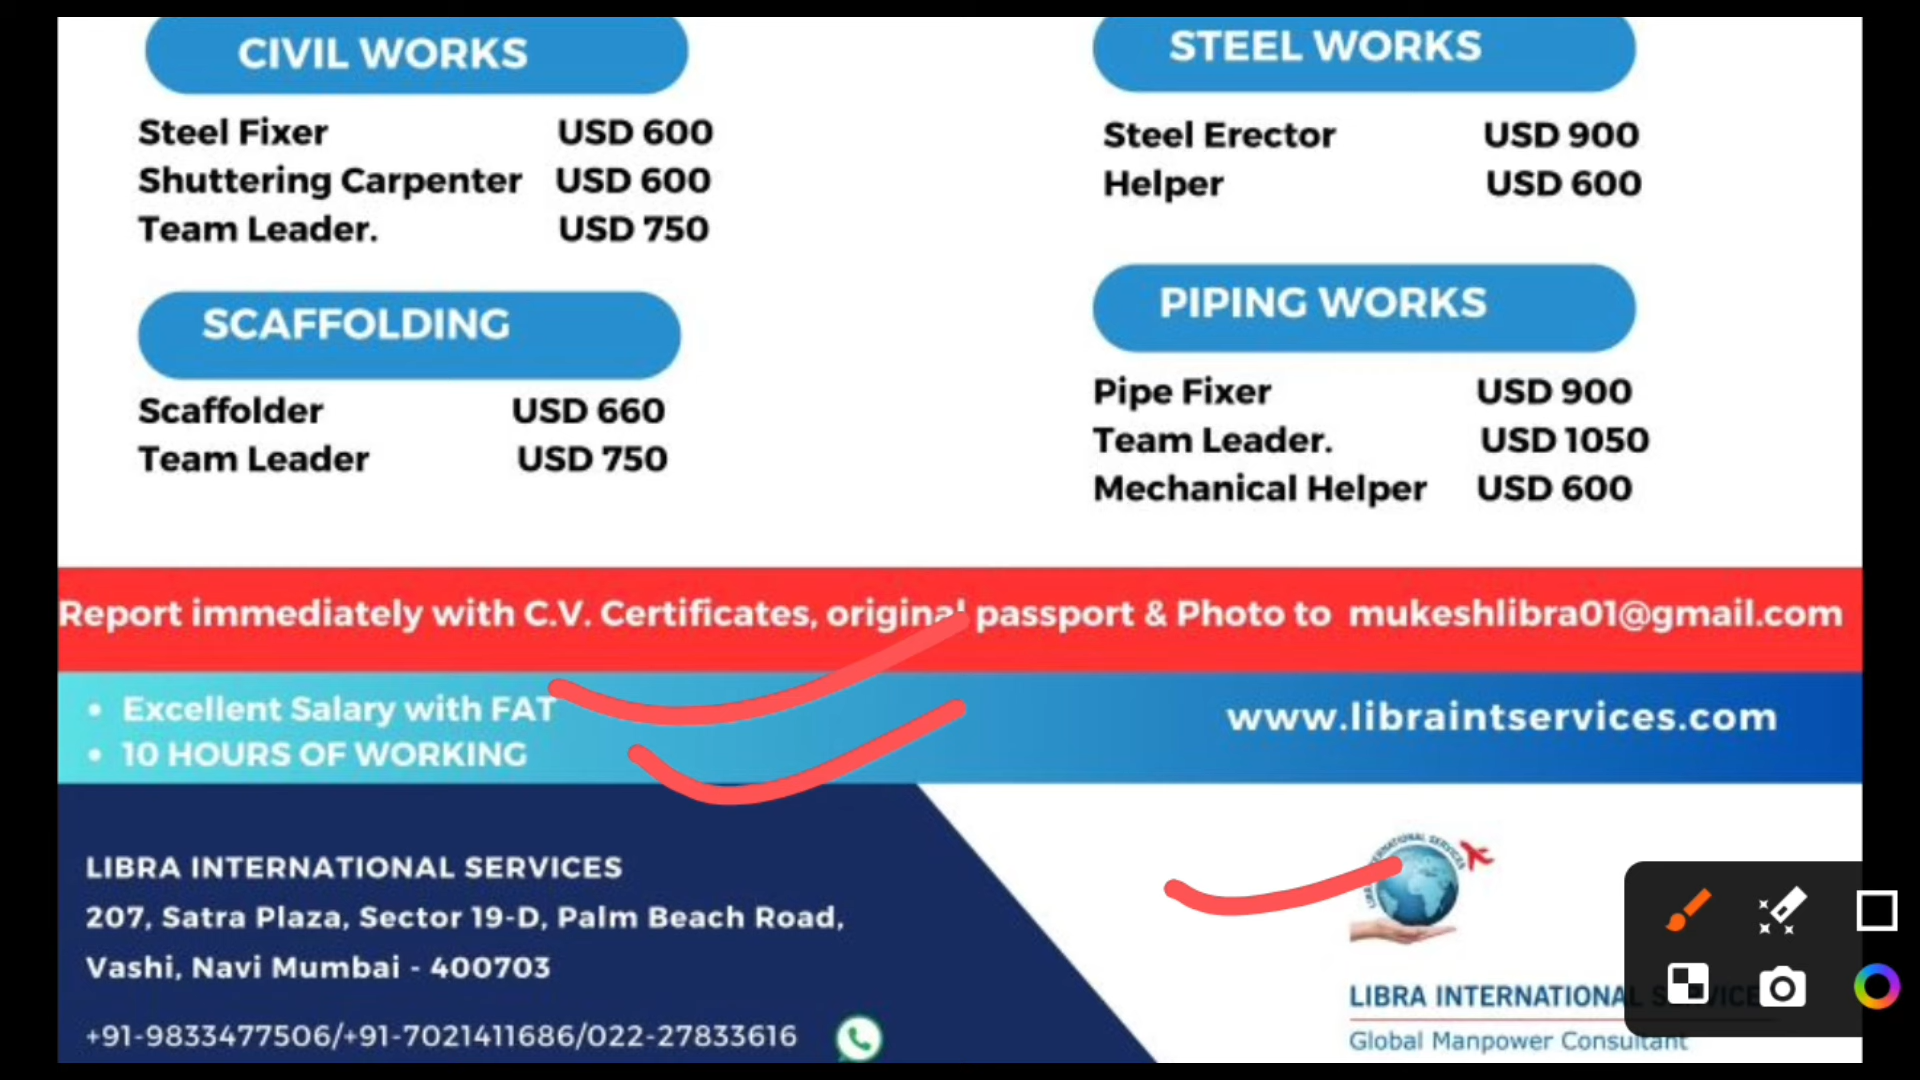 CIVIL WORKS
Steel Fixer USD 600
Shuttering Carpenter USD 600
Team Leader. USD 750
SCAFFOLDING
Scaffolder USD 660
Team Leader USD 750
STEEL WORKS
Steel Erector USD 900
Helper USD 600
PIPING WORKS
Pipe Fixer USD 900
Team Leader. USD 1050
Mechanical Helper USD 600
Report immediately with C.V. Certificates, original passport & Photo to mukeshlibra01@gmail.com
• Excellent Salary with FAT
• 10 HOURS OF WORKING
www.libraintservices.com
LIBRA INTERNATIONAL SERVICES
207, Satra Plaza, Sector 19-D, Palm Beach Road,
Vashi, Navi Mumbai - 400703
+91-9833477506/+91-7021411686/022-27833616
LIBRA INTERNATIONAL
Global Manpower Consultant